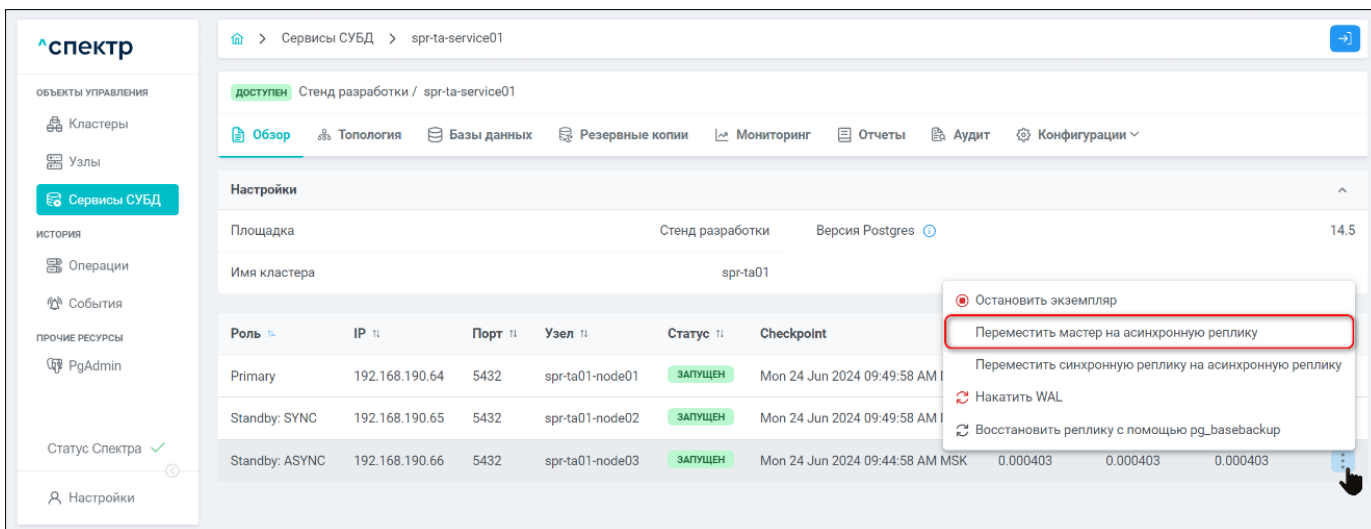 ^спектр
ОБЪЕКТЫ УПРАВЛЕНИЯ
Кластеры
Узлы
Сервисы СУБД
ИСТОРИЯ
Операции
События
ПРОЧИЕ РЕСУРСЫ
PgAdmin
Статус Спектра
Настройки
> Сервисы СУБД > spr-ta-service01
ДОСТУПЕН Стенд разработки / spr-ta-service01
Обзор Топология Базы данных Резервные копии Мониторинг Отчеты Аудит Конфигурации
Настройки
Площадка Стенд разработки Версия Postgres 14.5
Имя кластера spr-ta01
Роль IP Порт Узел Статус Checkpoint
Primary 192.168.190.64 5432 spr-ta01-node01 ЗАПУЩЕН Mon 24 Jun 2024 09:49:58 AM
Standby: SYNC 192.168.190.65 5432 spr-ta01-node02 ЗАПУЩЕН Mon 24 Jun 2024 09:49:58 AM
Standby: ASYNC 192.168.190.66 5432 spr-ta01-node03 ЗАПУЩЕН Mon 24 Jun 2024 09:44:58 AM MSK 0.000403 0.000403 0.000403
Остановить экземпляр
Переместить мастер на асинхронную реплику
Переместить синхронную реплику на асинхронную реплику
Накатить WAL
Восстановить реплику с помощью pg_basebackup